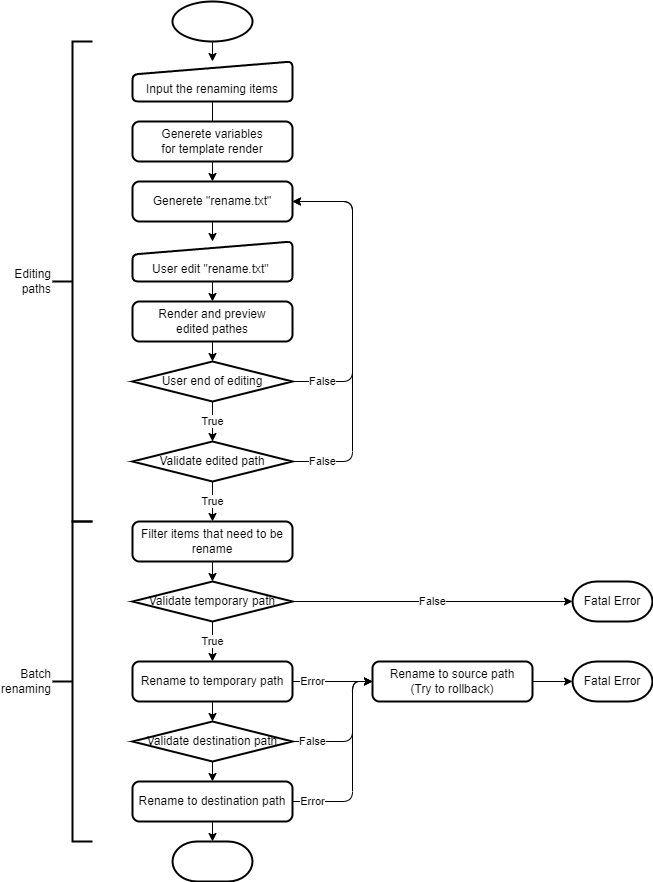 Input the renaming items
Generete variables
for template render
Generete "rename.txt"
Editing
paths
User edit "rename.txt"
Render and preview
edited pathes
User end of editing
False
True
Validate edited path
False
True
Filter items that need to be
rename
Validate temporary path
False
Fatal Error
True
Batch
renaming
Rename to temporary path
Error
Rename to source path
(Try to rollback)
Fatal Error
Validate destination path
False
Rename to destination path
Error